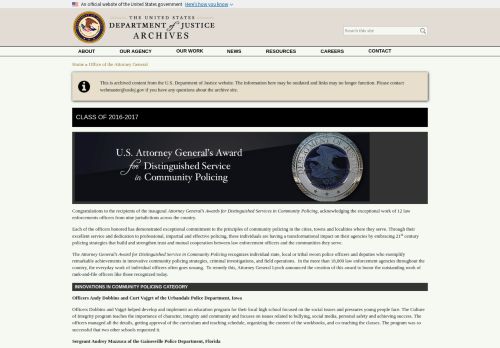 An official website of the United States government Here's how you know
THE UNITED STATES
DEPARTMENT of JUSTICE
ARCHIVES
Search this site
ABOUT OUR AGENCY OUR WORK NEWS RESOURCES CAREERS CONTACT
Home » Office of the Attorney General
This is archived content from the U.S. Department of Justice website. The information here may be outdated and links may no longer function. Please contact
webmaster@usdoj.gov if you have any questions about the archive site.
CLASS OF 2016-2017
U.S. Attorney General's Award
for Distinguished Service
in Community Policing
Congratulations to the recipients of the inaugural Attorney General's Awards for Distinguished Services in Community Policing, acknowledging the exceptional work of 12 law
enforcements officers from nine jurisdictions across the country.
Each of the officers honored has demonstrated exceptional commitment to the principles of community policing in the cities, towns and localities where they serve. Through their
excellent service and dedication to professional, impartial and effective policing, these individuals are having a transformational impact on their agencies by embracing 21st century
policing strategies that build and strengthen trust and mutual cooperation between law enforcement officers and the communities they serve.
The Attorney General's Award for Distinguished Service in Community Policing recognizes individual state, local or tribal sworn police officers and deputies who exemplify
remarkable achievements in innovative community policing strategies, criminal investigations, and field operations. In the more than 18,000 law enforcement agencies throughout the
country, the everyday work of individual officers often goes unsung. To remedy this, Attorney General Lynch announced the creation of this award to honor the outstanding work of
rank-and-file officers like those recognized today.
INNOVATIONS IN COMMUNITY POLICING CATEGORY
Officers Andy Dobbins and Curt Vajgrt of the Urbandale Police Department, Iowa
Officers Dobbins and Vajgrt helped develop and implement an education program for their local high school focused on the social issues and pressures young people face. The Culture
of Integrity program teaches the importance of character, integrity and community and focuses on issues related to bullying, social media, personal safety and achieving success. The
officers managed all the details, getting approval of the curriculum and teaching schedule, organizing the content of the workbooks, and co-teaching the classes. The program was so
successful that two other schools requested it.
Sergeant Audrey Mazzuca of the Gainesville Police Department, Florida